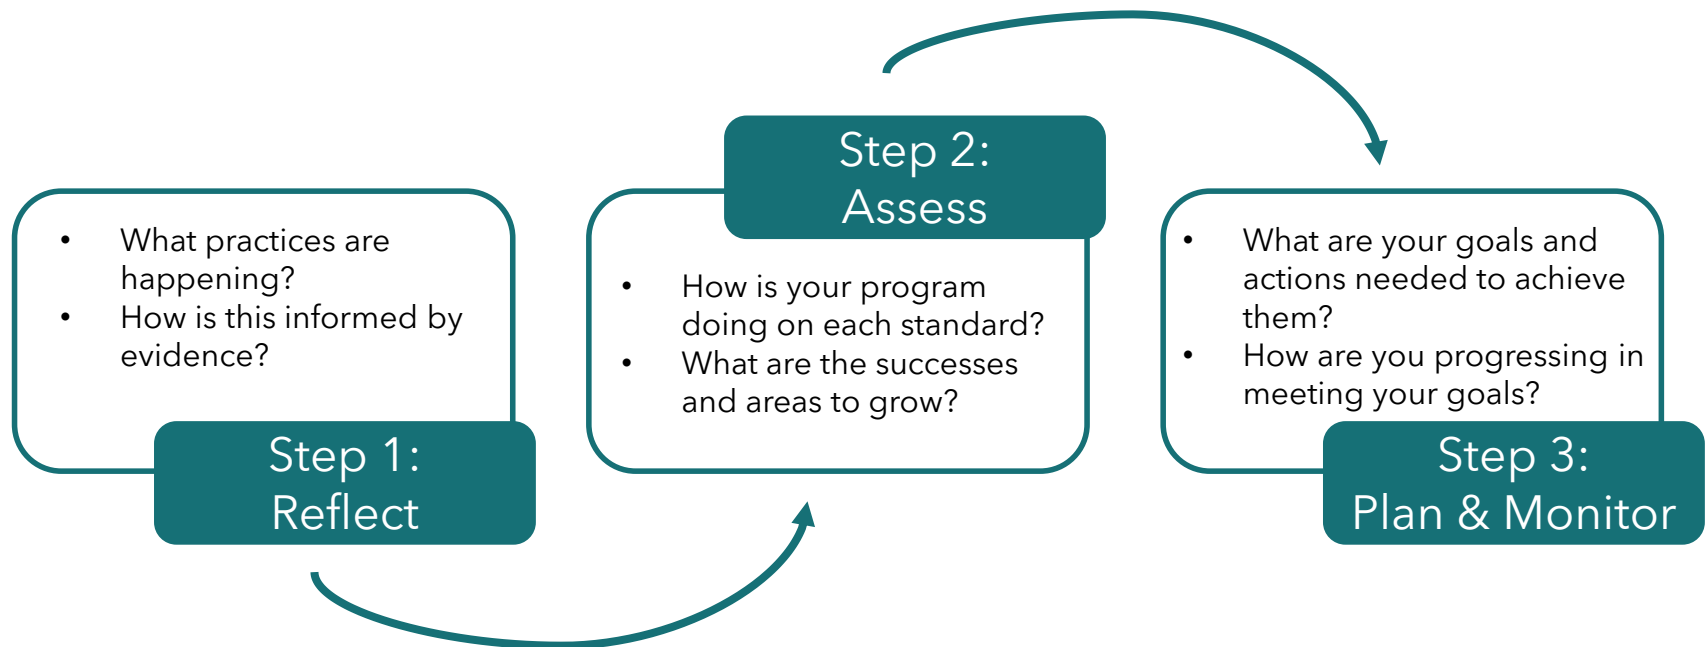 • What practices are
happening?
• How is this informed by
evidence?
Step 1:
Reflect
Step 2:
Assess
• How is your program
doing on each standard?
• What are the successes
and areas to grow?
• What are your goals and
actions needed to achieve
them?
• How are you progressing in
meeting your goals?
Step 3:
Plan & Monitor